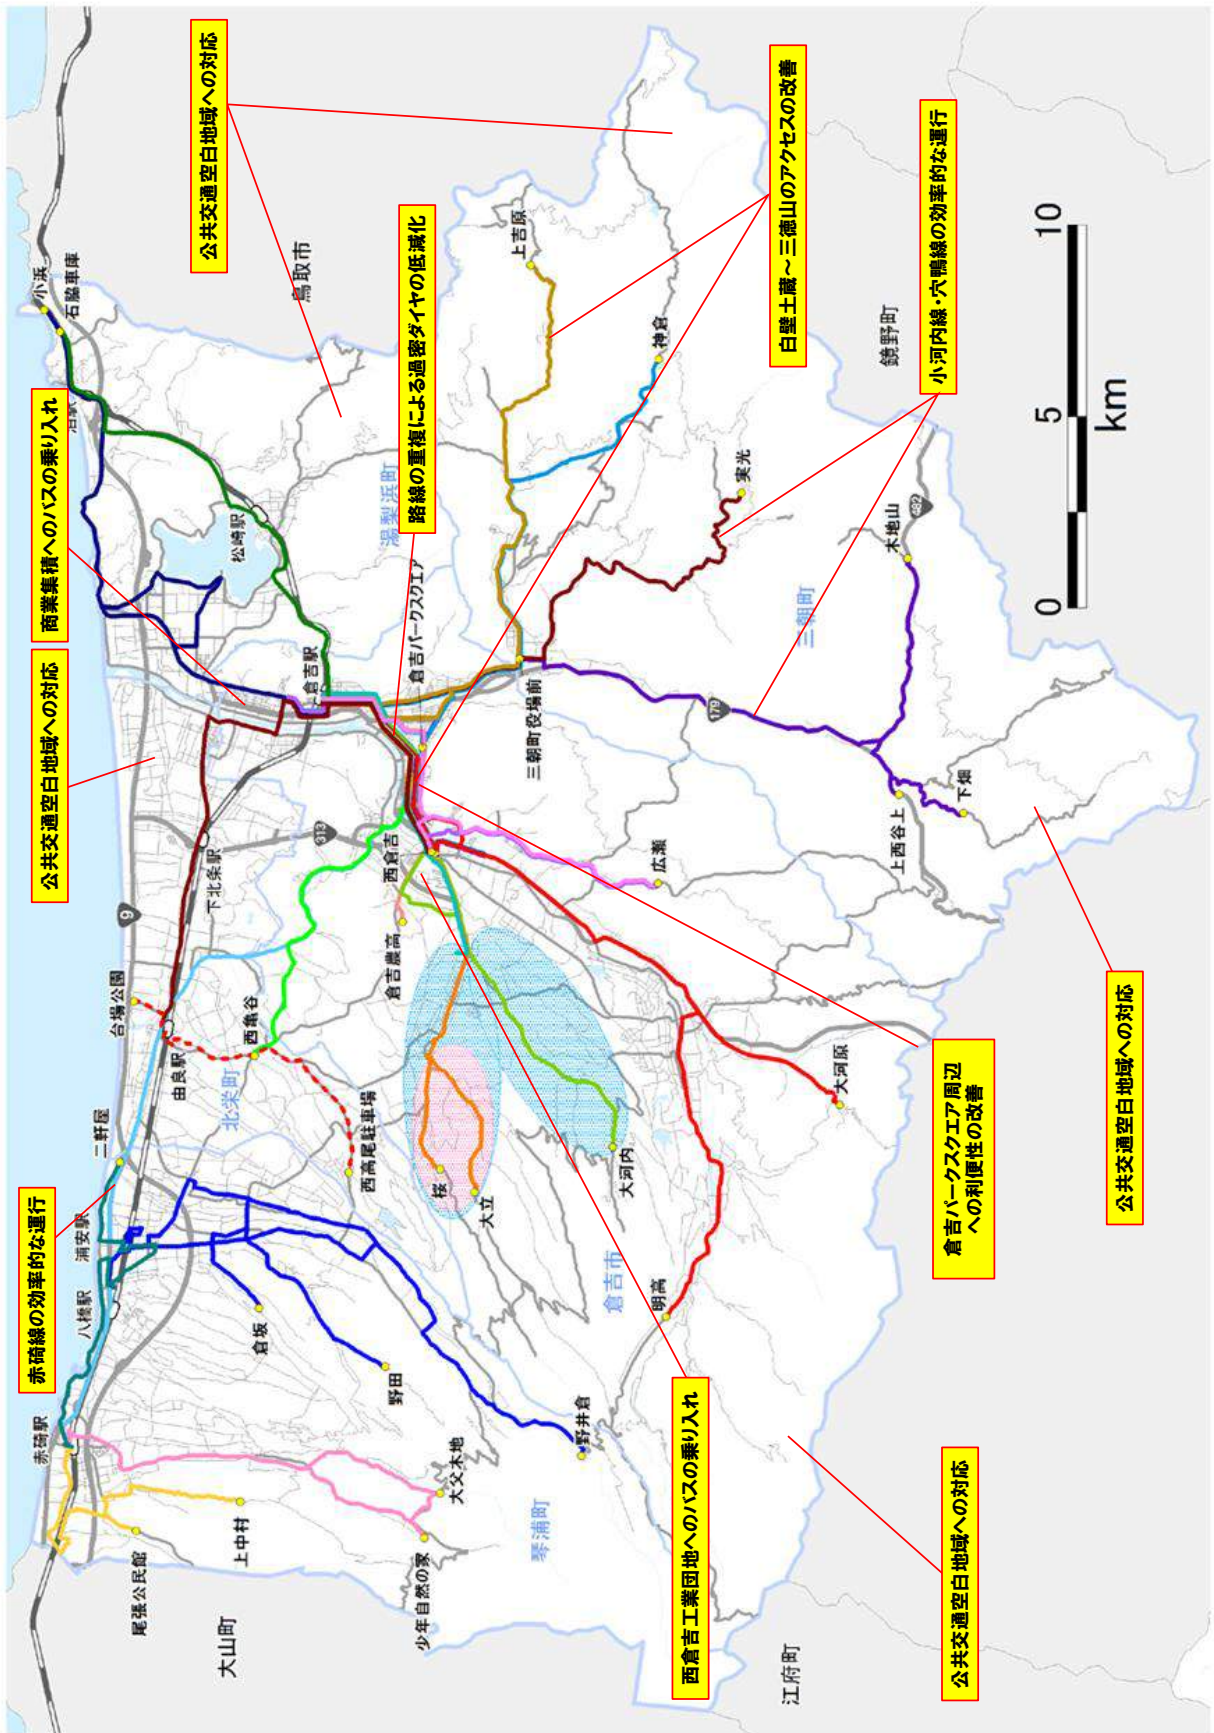 赤碕線の効率的な運行
公共交通空白地域への対応
商業集積へのバスの乗り入れ
公共交通空白地域への対応
路線の重複による過密ダイヤの低減化
白壁土蔵~三徳山のアクセスの改善
小河内線・穴鴨線の効率的な運行
西倉吉工業団地へのバスの乗り入れ
倉吉パークスクエア周辺
への利便性の改善
公共交通空白地域への対応
公共交通空白地域への対応
赤碕駅
八橋駅
浦安駅
二軒屋
由良駅
台場公園
下北条駅
倉吉駅
松崎駅
石脇車庫
小浜
鳥取市
尾張公民館
上中村
大山町
倉坂
北栄町
西亀谷
313
9
西高尾駐車場
野田
少年自然の家
大父木地
桜
大立
倉吉農高
西倉吉
倉吉パークスクエア
湯梨浜町
上吉原
琴浦町
野井倉
倉吉市
大河内
三朝町役場前
明高
広瀬
神倉
179
実光
江府町
大河原
三朝町
上西谷上
木地山
482
鏡野町
下畑
0
5
10
km